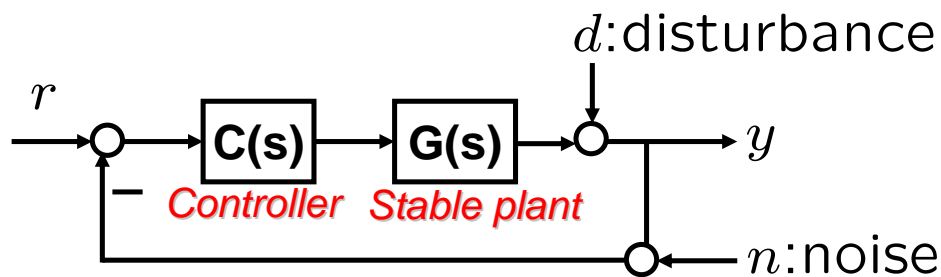 d:disturbance
r
C(s)
G(s)
y
−
Controller
Stable plant
n:noise